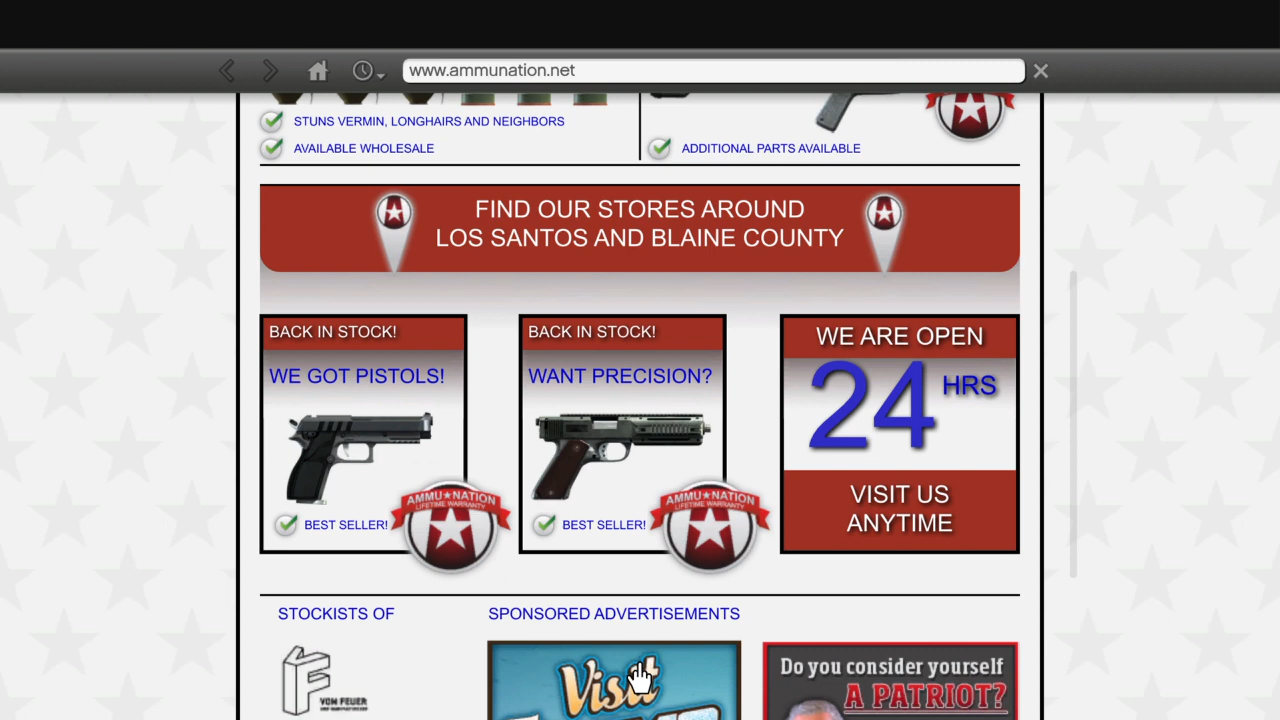 www.ammunation.net
STUNS VERMIN, LONGHAIRS AND NEIGHBORS
AVAILABLE WHOLESALE
ADDITIONAL PARTS AVAILABLE
FIND OUR STORES AROUND
LOS SANTOS AND BLAINE COUNTY
BACK IN STOCK!
WE GOT PISTOLS!
AMMU★NATION
LIFETIME WARRANTY
BEST SELLER!
BACK IN STOCK!
WANT PRECISION?
AMMU★NATION
LIFETIME WARRANTY
BEST SELLER!
WE ARE OPEN
24 HRS
VISIT US
ANYTIME
STOCKISTS OF
SPONSORED ADVERTISEMENTS
VOM FEUER
Visit
Do you consider yourself
A PATRIOT?